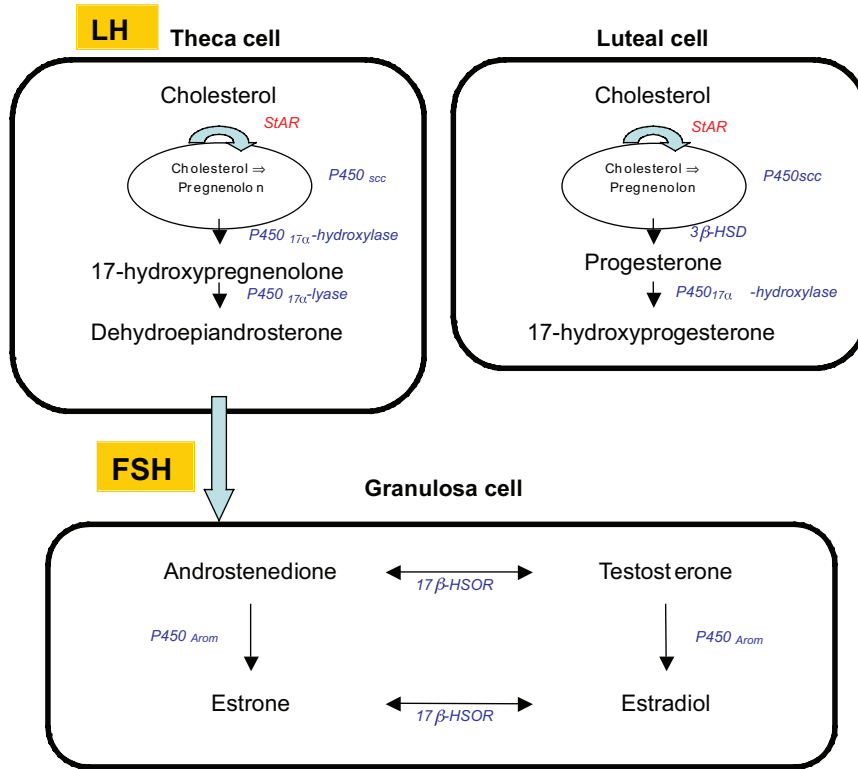 LH
Theca cell
Cholesterol
StAR
Cholesterol ⇒
Pregnenolon
P450 scc
P450 17α-hydroxylase
17-hydroxypregnenolone
P450 17α-lyase
Dehydroepiandrosterone
Luteal cell
Cholesterol
StAR
Cholesterol ⇒
Pregnenolon
P450scc
3β-HSD
Progesterone
P45017α -hydroxylase
17-hydroxyprogesterone
FSH
Granulosa cell
Androstenedione
17β-HSOR
Testosterone
P450 Arom
P450 Arom
Estrone
17β-HSOR
Estradiol